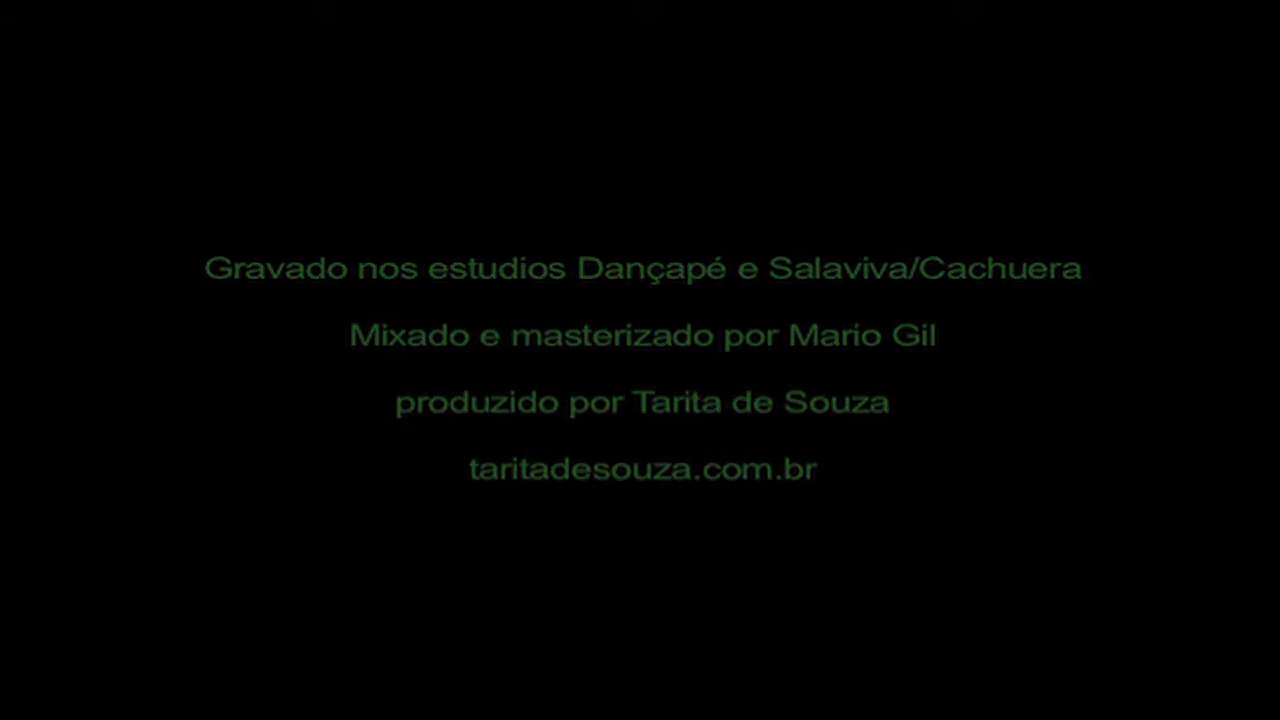 Gravado nos estudios Dançapé e Salaviva/Cachuera
Mixado e masterizado por Mario Gil
produzido por Tarita de Souza
taritadesouza.com.br